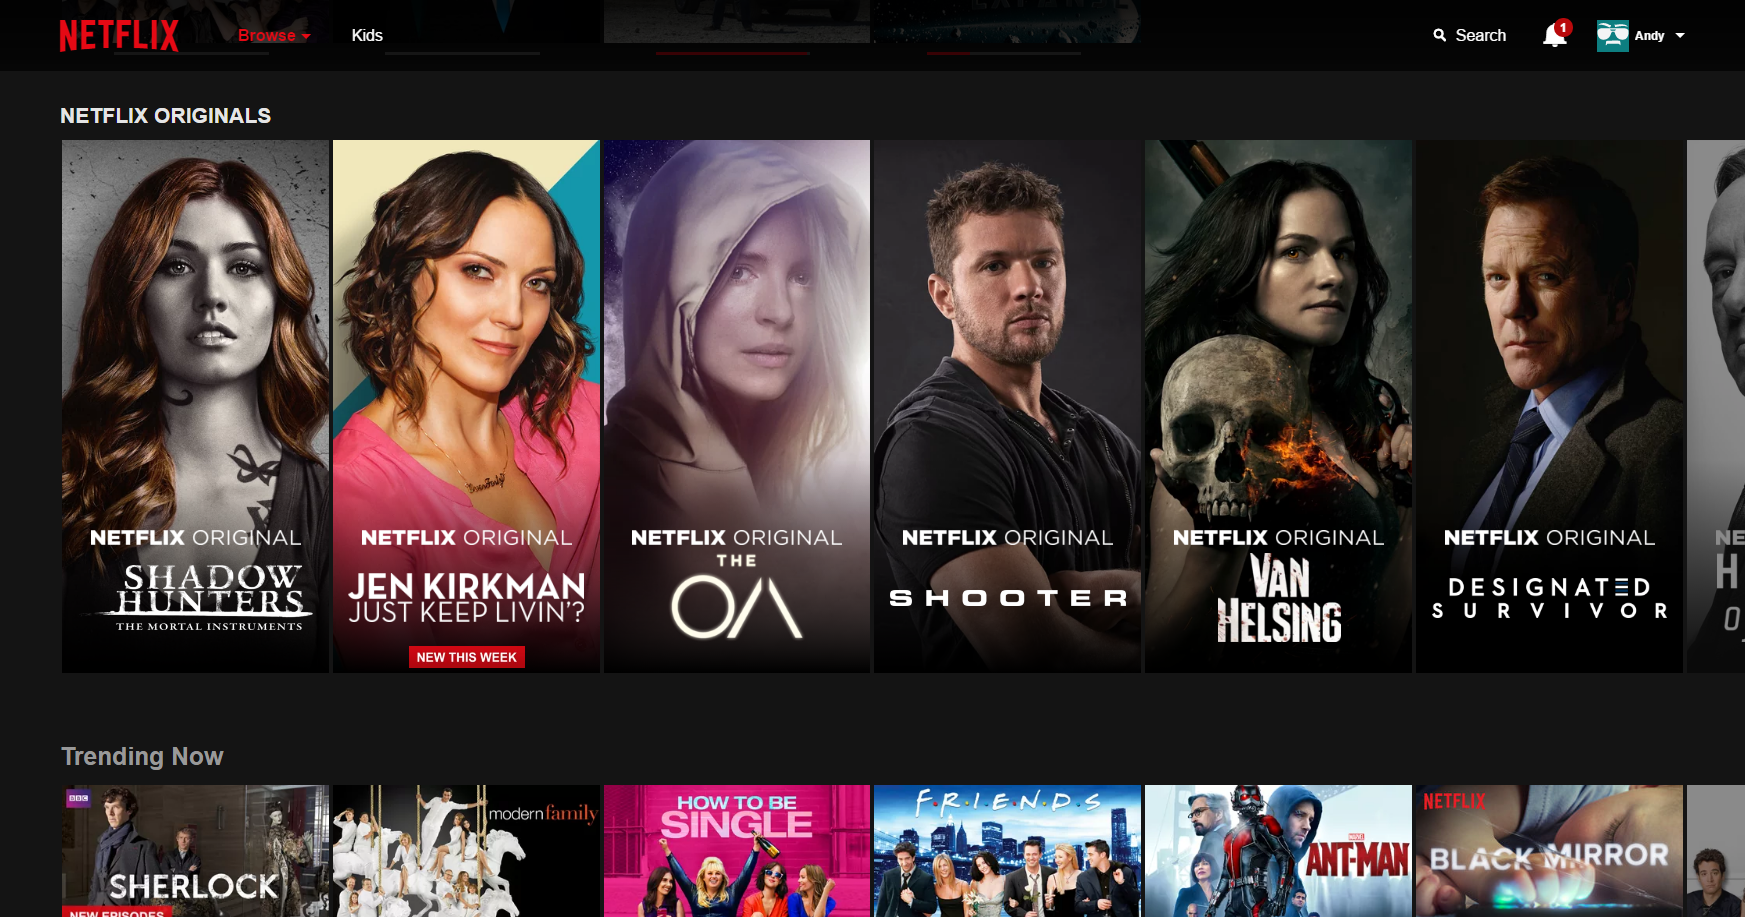 NETFLIX
Browse
Kids
Search
1
Andy
NETFLIX ORIGINALS
NETFLIX ORIGINAL
SHADOW
HUNTERS
THE MORTAL INSTRUMENTS
NETFLIX ORIGINAL
JEN KIRKMAN
JUST KEEP LIVIN'?
NEW THIS WEEK
NETFLIX ORIGINAL
THE
OA
NETFLIX ORIGINAL
SHOOTER
NETFLIX ORIGINAL
VAN
HELSING
NETFLIX ORIGINAL
DESIGNATED
SURVIVOR
NE
H
Trending Now
BBC
SHERLOCK
NEW EPISODES
modern family
HOW TO BE
SINGLE
F.R.I.E.N.D.S
MARVEL
ANT-MAN
NETFLIX
BLACK MIRROR